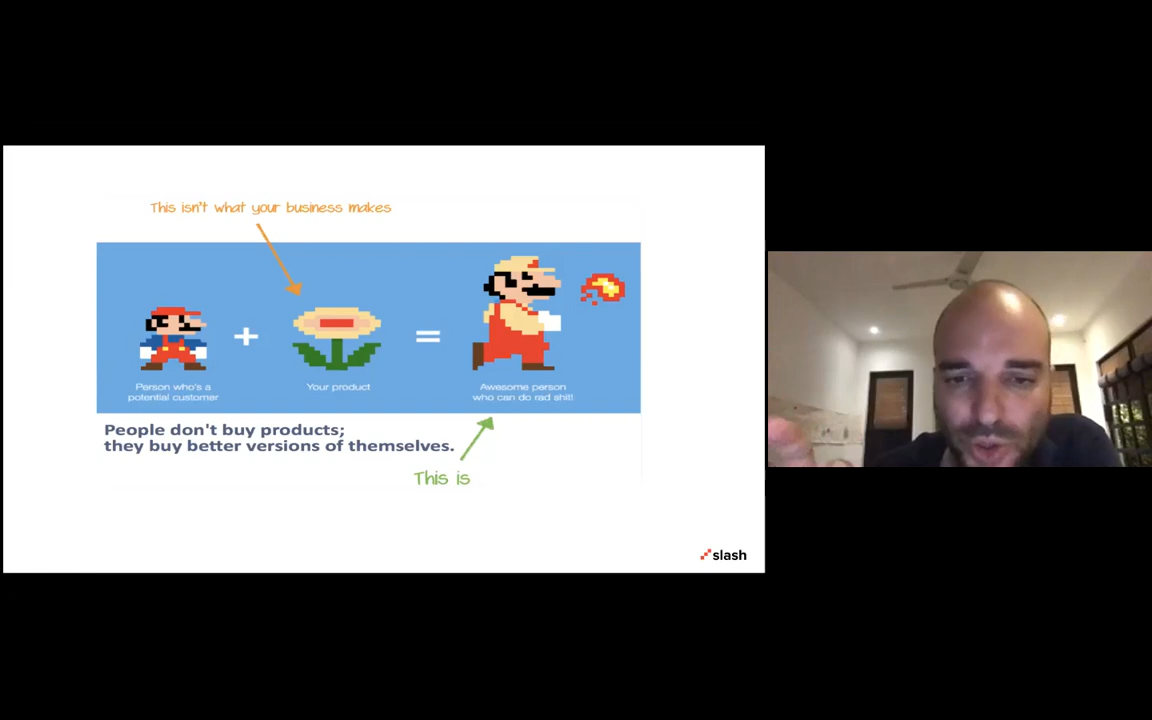 This isn't what your business makes
+
=
Person who's a
potential customer
Your product
Awesome person
who can do rad shit!
People don't buy products;
they buy better versions of themselves.
This is
slash